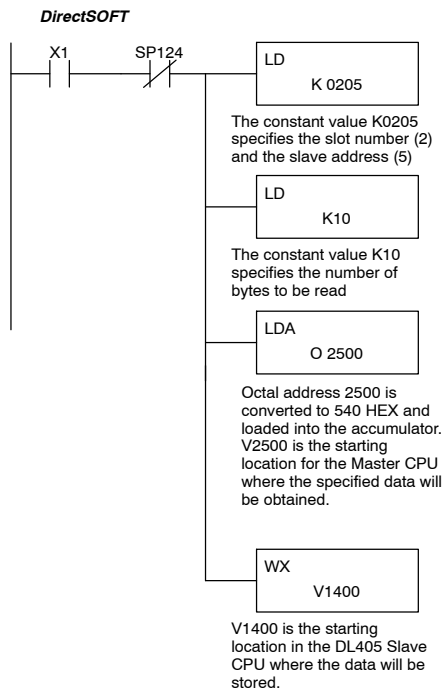 DirectSOFT
X1
SP124
LD
K 0205
The constant value K0205
specifies the slot number (2)
and the slave address (5)
LD
K10
The constant value K10
specifies the number of
bytes to be read
LDA
O 2500
Octal address 2500 is
converted to 540 HEX and
loaded into the accumulator.
V2500 is the starting
location for the Master CPU
where the specified data will
be obtained.
WX
V1400
V1400 is the starting
location in the DL405 Slave
CPU where the data will be
stored.